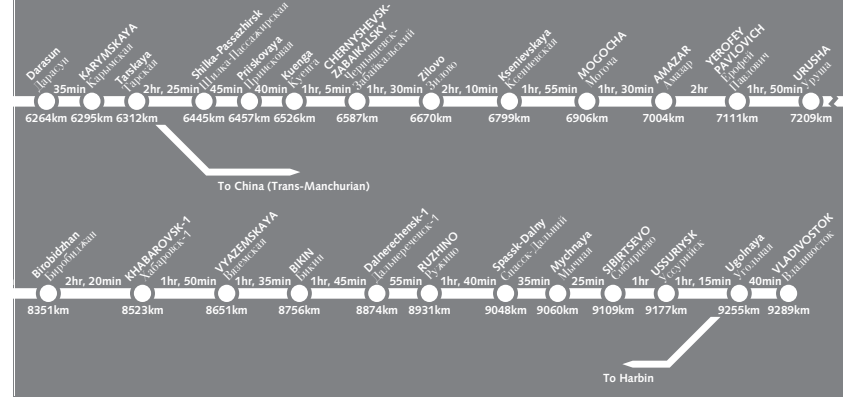 Darasun
Дарасун
KARYMSKAYA
Карымская
Tarskaya
Тарская
Shilka-Passazhirsk
Шилка-Пассажирская
Priiskovaya
Приисковая
Kuenga
Куенга
CHERNYSHEVSK-
ZABAIKALSKY
Чернышевск-
Забайкальский
Zilovo
Зилово
Ksenievskaya
Ксениевская
MOGOCHA
Могоча
AMAZAR
Амазар
YEROFEY
PAVLOVICH
Ерофей
Павлович
URUSHA
Уруша
35min 2hr, 25min 45min 40min 1hr, 5min 1hr, 30min 2hr, 10min 1hr, 55min 1hr, 30min 2hr 1hr, 50min
6264km 6295km 6312km 6445km 6457km 6526km 6587km 6670km 6799km 6906km 7004km 7111km 7209km
To China (Trans-Manchurian)
Birobidzhan
Биробиджан
KHABAROVSK-1
Хабаровск-1
VYAZEMSKAYA
Вяземская
BIKIN
Бикин
Dalnerechensk-1
Дальнереченск-1
RUZHINO
Ружино
Spassk-Dalny
Спасск-Дальний
Mychnaya
Мычная
SIBIRTSEVO
Сибирцево
USSURIYSK
Уссурийск
Ugolnaya
Угольная
VLADIVOSTOK
Владивосток
2hr, 20min 1hr, 50min 1hr, 35min 1hr, 45min 55min 1hr, 40min 35min 25min 1hr 1hr, 15min 40min
8351km 8523km 8651km 8756km 8874km 8931km 9048km 9060km 9109km 9177km 9255km 9289km
To Harbin